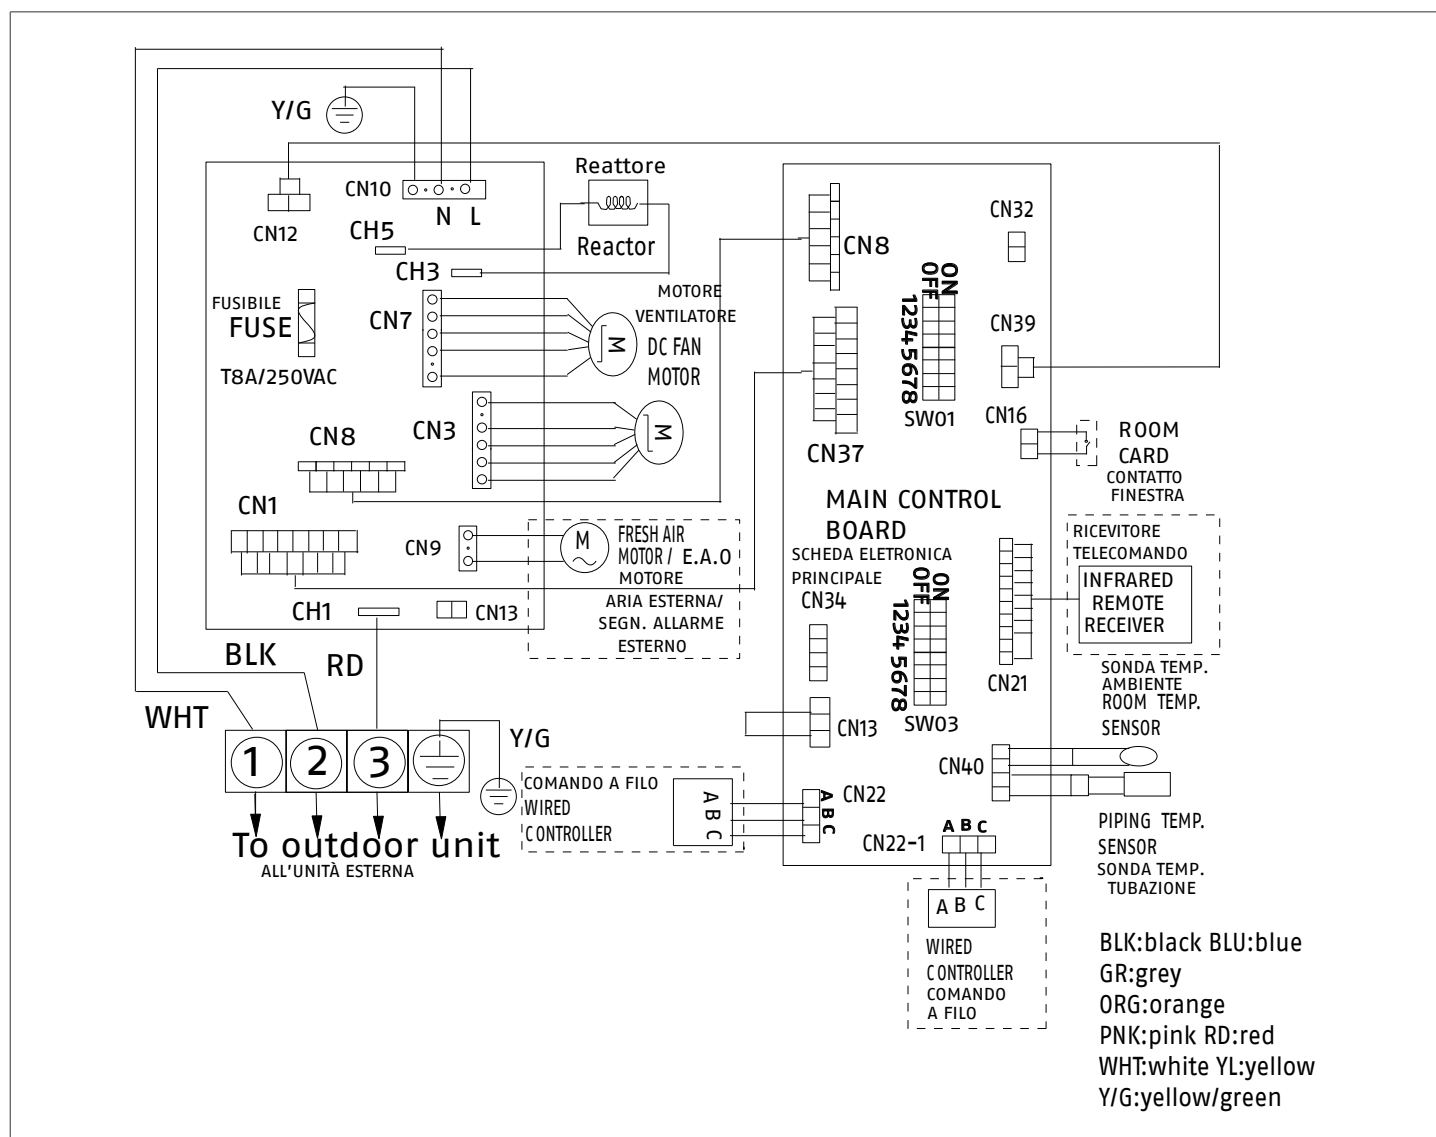 Y/G
CN10
N L
CN12
CH5
CH3
Reattore
Reactor
FUSIBILE
FUSE
T8A/250VAC
CN7
MOTORE
VENTILATORE
DC FAN
MOTOR
CN3
M
M
CN8
CN1
CN9
M
FRESH AIR
MOTOR / E.A.O
MOTORE
ARIA ESTERNA/
SEGN. ALLARME
ESTERNO
CH1
CN13
BLK
RD
WHT
1
2
3
Y/G
To outdoor unit
ALL'UNITÀ ESTERNA
CN8
CN32
ON
OFF
12345678
SW01
CN39
CN37
CN16
ROOM
CARD
CONTATTO
FINESTRA
MAIN CONTROL
BOARD
SCHEDA ELETRONICA
PRINCIPALE
CN34
ON
OFF
1234 5678
SW03
CN21
RICEVITORE
TELECOMANDO
INFRARED
REMOTE
RECEIVER
CN13
SONDA TEMP.
AMBIENTE
ROOM TEMP.
SENSOR
CN40
PIPING TEMP.
SENSOR
SONDA TEMP.
TUBAZIONE
COMANDO A FILO
WIRED
CONTROLLER
A B C
A B C
CN22
CN22-1
A B C
A B C
WIRED
CONTROLLER
COMANDO
A FILO
BLK:black BLU:blue
GR:grey
ORG:orange
PNK:pink RD:red
WHT:white YL:yellow
Y/G:yellow/green